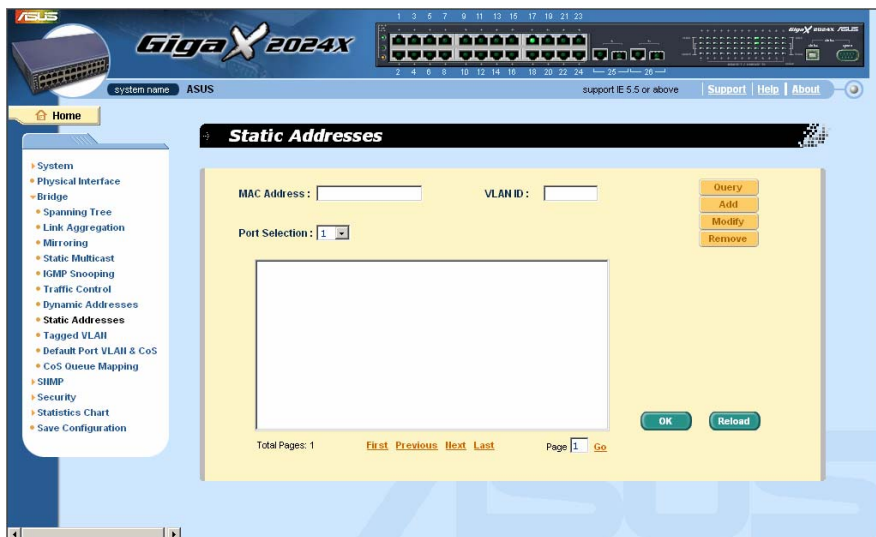 ASUS
GigaX 2024X
1 3 5 7 9 11 13 15 17 19 21 23
2 4 6 8 10 12 14 16 18 20 22 24 25 26
GigaX 2024X ASUS
system name ASUS
support IE 5.5 or above
Support | Help | About
Home
System
Physical Interface
Bridge
Spanning Tree
Link Aggregation
Mirroring
Static Multicast
IGMP Snooping
Traffic Control
Dynamic Addresses
Static Addresses
Tagged VLAN
Default Port VLAN & CoS
CoS Queue Mapping
SNMP
Security
Statistics Chart
Save Configuration
Static Addresses
MAC Address :
VLAN ID :
Port Selection : 1
Query
Add
Modify
Remove
OK
Reload
Total Pages: 1
First Previous Next Last
Page 1 Go
ASUS